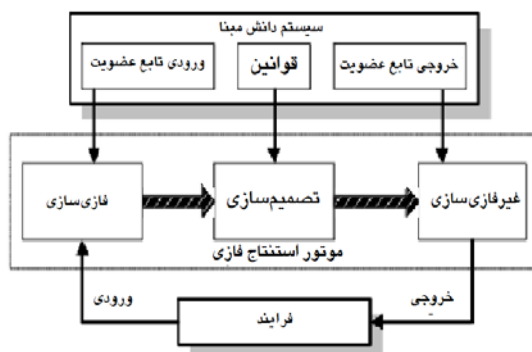 سیستم دانش مبنا
خروجی تابع عضویت
قوانین
ورودی تابع عضویت
غیرفازی‌سازی
تصمیم‌سازی
فازی‌سازی
موتور استنتاج فازی
خروجی
ورودی
فرایند